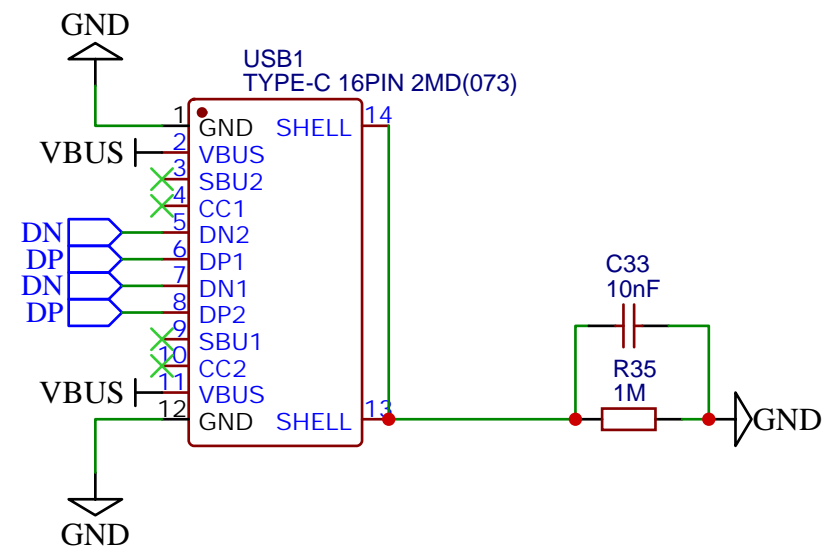 GND
USB1
TYPE-C 16PIN 2MD(073)
1 GND SHELL 14
VBUS 2 VBUS
3 SBU2
4 CC1
DN 5 DN2
DP 6 DP1
DN 7 DN1
DP 8 DP2
9 SBU1
10 CC2
VBUS 11 VBUS
12 GND SHELL 13
C33
10nF
R35
1M
GND
GND